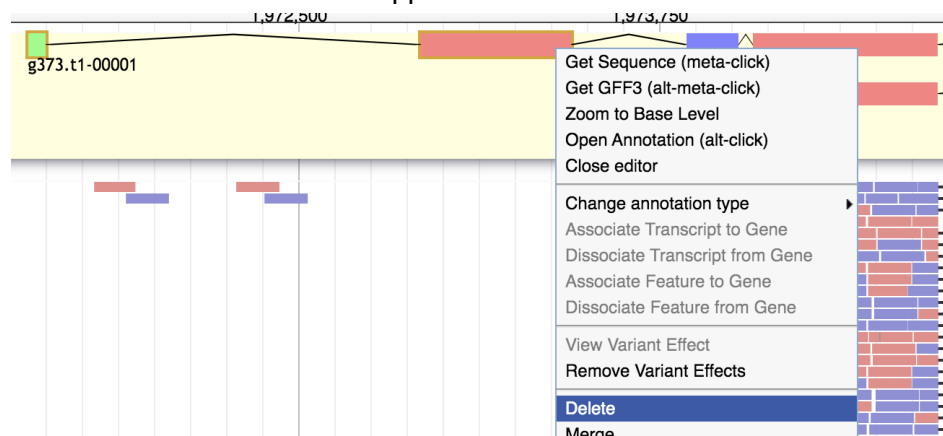 1,972,500 1,973,750
g373.t1-00001
Get Sequence (meta-click)
Get GFF3 (alt-meta-click)
Zoom to Base Level
Open Annotation (alt-click)
Close editor
Change annotation type
Associate Transcript to Gene
Dissociate Transcript from Gene
Associate Feature to Gene
Dissociate Feature from Gene
View Variant Effect
Remove Variant Effects
Delete
Merge